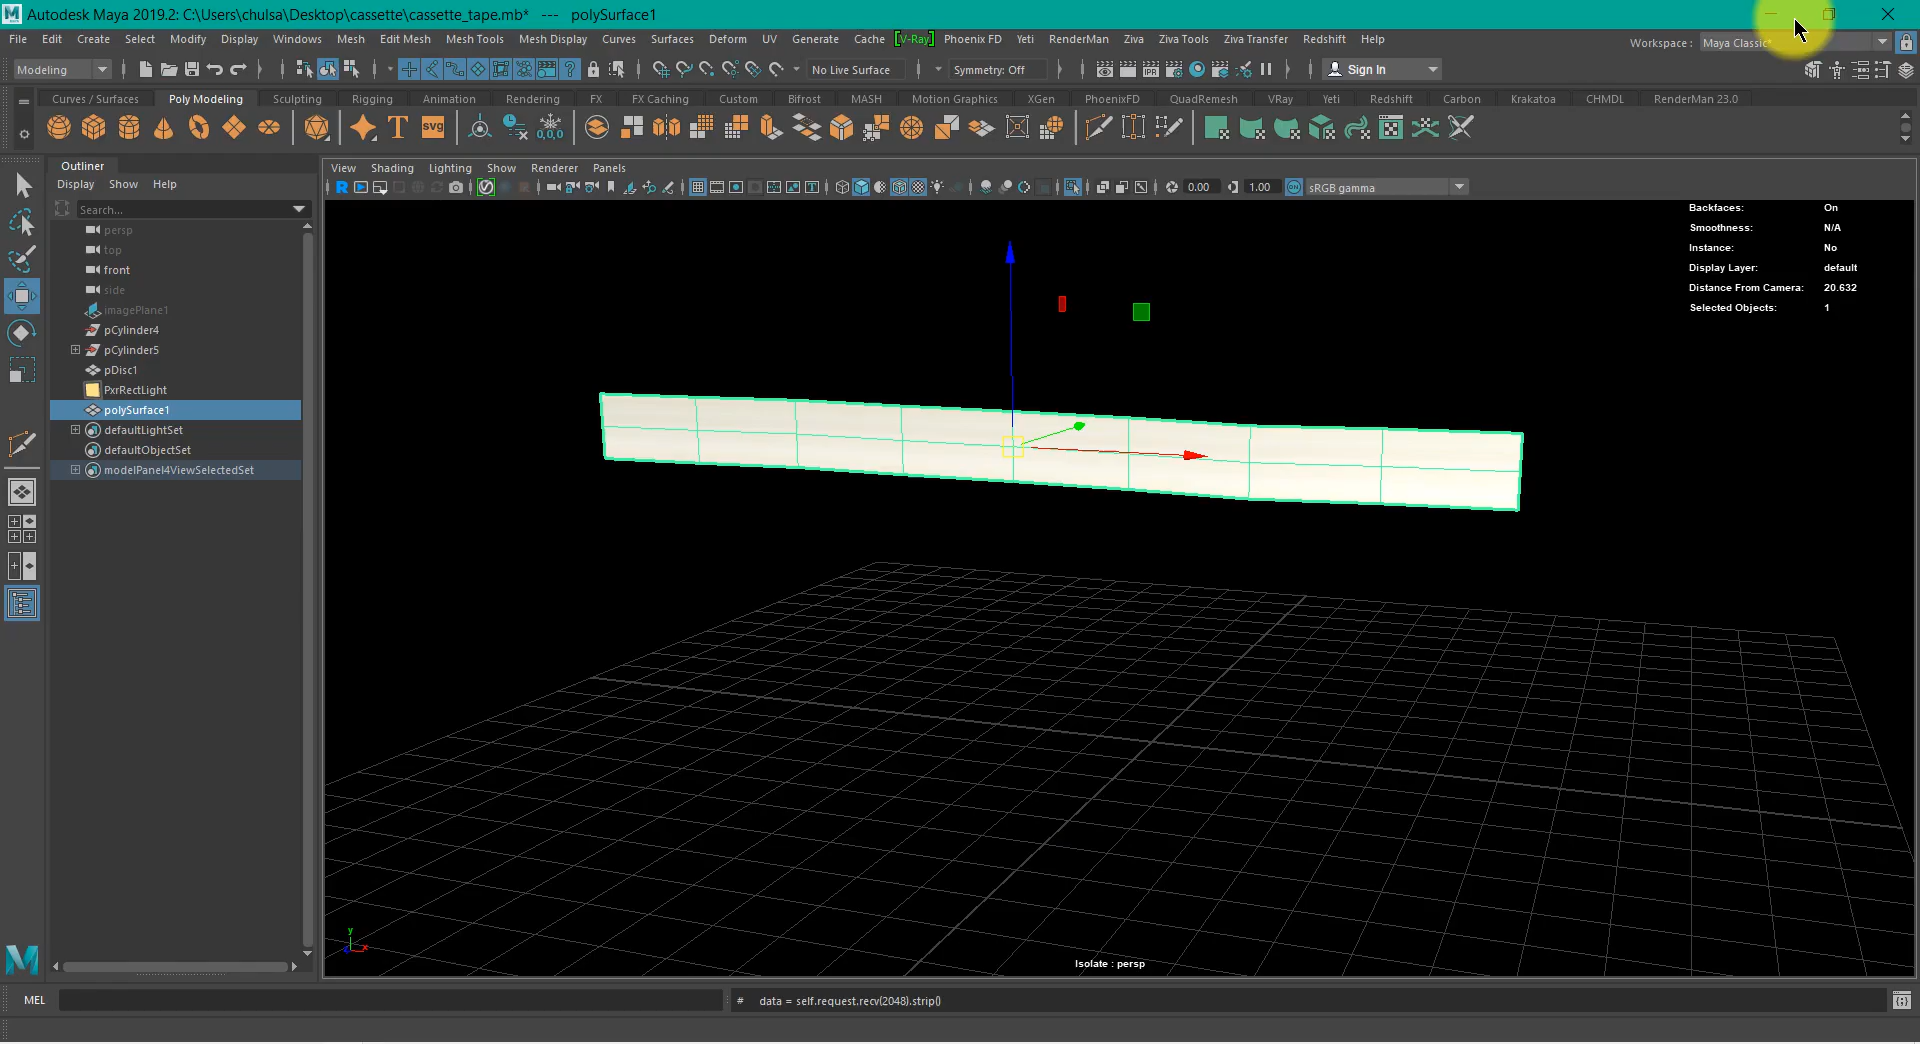 Autodesk Maya 2019.2: C:\Users\chulsa\Desktop\cassette\cassette_tape.mb*   ---   polySurface1
File Edit Create Select Modify Display Windows Mesh Edit Mesh Mesh Tools Mesh Display Curves Surfaces Deform UV Generate Cache [V-Ray] Phoenix FD Yeti RenderMan Ziva Ziva Tools Ziva Transfer Redshift Help
Workspace : Maya Classic*
Modeling No Live Surface Symmetry: Off Sign In
Curves / Surfaces Poly Modeling Sculpting Rigging Animation Rendering FX FX Caching Custom Bifrost MASH Motion Graphics XGen PhoenixFD QuadRemesh VRay Yeti Redshift Carbon Krakatoa CHMDL RenderMan 23.0
T SVG 0,0,0
Outliner
Display Show Help
Search...
persp
top
front
side
imagePlane1
pCylinder4
pCylinder5
pDisc1
PxrRectLight
polySurface1
defaultLightSet
defaultObjectSet
modelPanel4ViewSelectedSet
View Shading Lighting Show Renderer Panels
0.00 1.00 ON sRGB gamma
Backfaces: On
Smoothness: N/A
Instance: No
Display Layer: default
Distance From Camera: 20.632
Selected Objects: 1
y
x
Isolate : persp
MEL
#    data = self.request.recv(2048).strip()